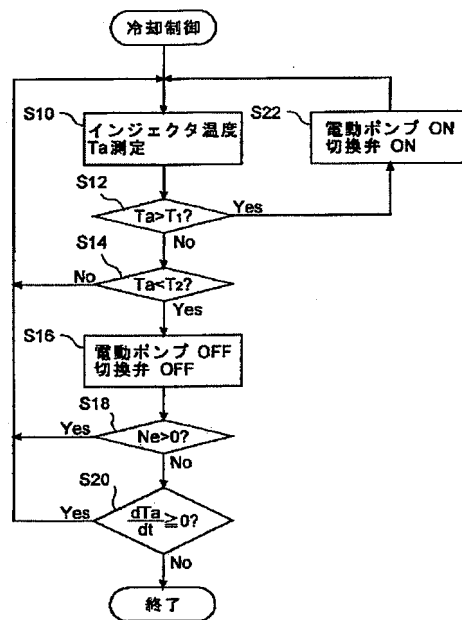 冷却制御
S10
インジェクタ温度
Ta測定
S22
電動ポンプ ON
切換弁 ON
S12
Ta>T₁?
Yes
No
S14
Ta<T₂?
No
Yes
S16
電動ポンプ OFF
切換弁 OFF
S18
Ne>0?
Yes
No
S20
dTa/dt≧0?
Yes
No
終了